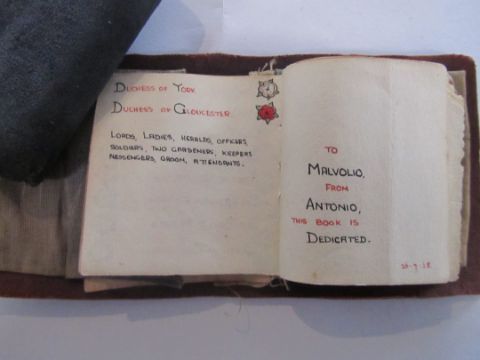 DUCHESS OF YORK
DUCHESS OF GLOUCESTER.
LORDS, LADIES, HERALDS, OFFICERS,
SOLDIERS, TWO GARDENERS, KEEPERS
MESSENGERS, GROOM, ATTENDANTS.
TO
MALVOLIO,
FROM
ANTONIO,
THIS BOOK IS
DEDICATED.